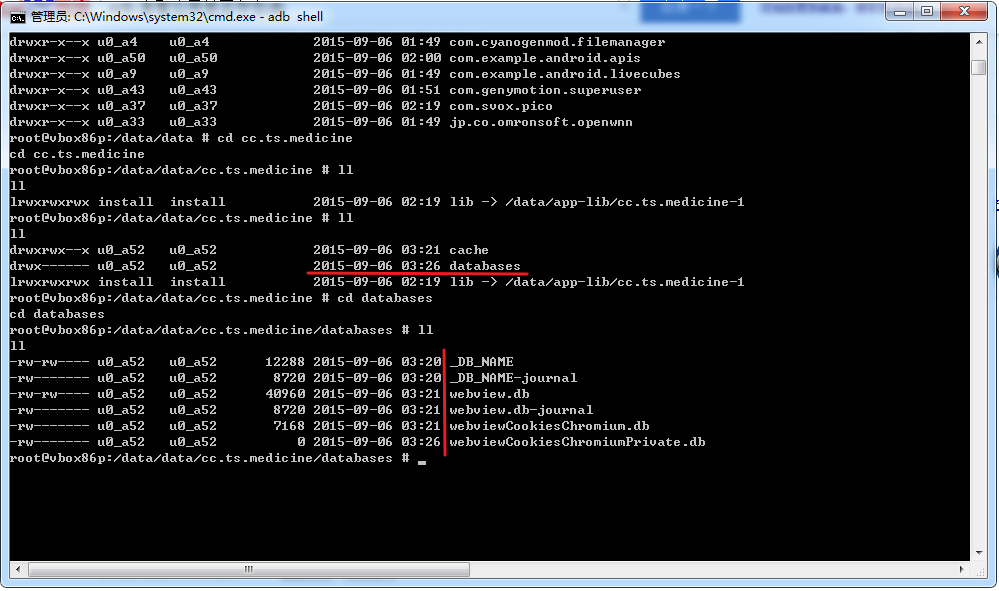 管理员: C:\Windows\system32\cmd.exe - adb  shell
drwxr-x--x u0_a4    u0_a4             2015-09-06 01:49 com.cyanogenmod.filemanager
drwxr-x--x u0_a50   u0_a50            2015-09-06 02:00 com.example.android.apis
drwxr-x--x u0_a9    u0_a9             2015-09-06 01:49 com.example.android.livecubes
drwxr-x--x u0_a43   u0_a43            2015-09-06 01:51 com.genymotion.superuser
drwxr-x--x u0_a37   u0_a37            2015-09-06 02:19 com.svox.pico
drwxr-x--x u0_a33   u0_a33            2015-09-06 01:49 jp.co.omronsoft.openwnn
root@vbox86p:/data/data # cd cc.ts.medicine
cd cc.ts.medicine
root@vbox86p:/data/data/cc.ts.medicine # ll
ll
lrwxrwxrwx install  install           2015-09-06 02:19 lib -> /data/app-lib/cc.ts.medicine-1
root@vbox86p:/data/data/cc.ts.medicine # ll
ll
drwxrwx--x u0_a52   u0_a52            2015-09-06 03:21 cache
drwx------ u0_a52   u0_a52            2015-09-06 03:26 databases
lrwxrwxrwx install  install           2015-09-06 02:19 lib -> /data/app-lib/cc.ts.medicine-1
root@vbox86p:/data/data/cc.ts.medicine # cd databases
cd databases
root@vbox86p:/data/data/cc.ts.medicine/databases # ll
ll
-rw-rw---- u0_a52   u0_a52      12288 2015-09-06 03:20 _DB_NAME
-rw------- u0_a52   u0_a52       8720 2015-09-06 03:20 _DB_NAME-journal
-rw-rw---- u0_a52   u0_a52      40960 2015-09-06 03:21 webview.db
-rw------- u0_a52   u0_a52       8720 2015-09-06 03:21 webview.db-journal
-rw------- u0_a52   u0_a52       7168 2015-09-06 03:21 webviewCookiesChromium.db
-rw------- u0_a52   u0_a52          0 2015-09-06 03:26 webviewCookiesChromiumPrivate.db
root@vbox86p:/data/data/cc.ts.medicine/databases #